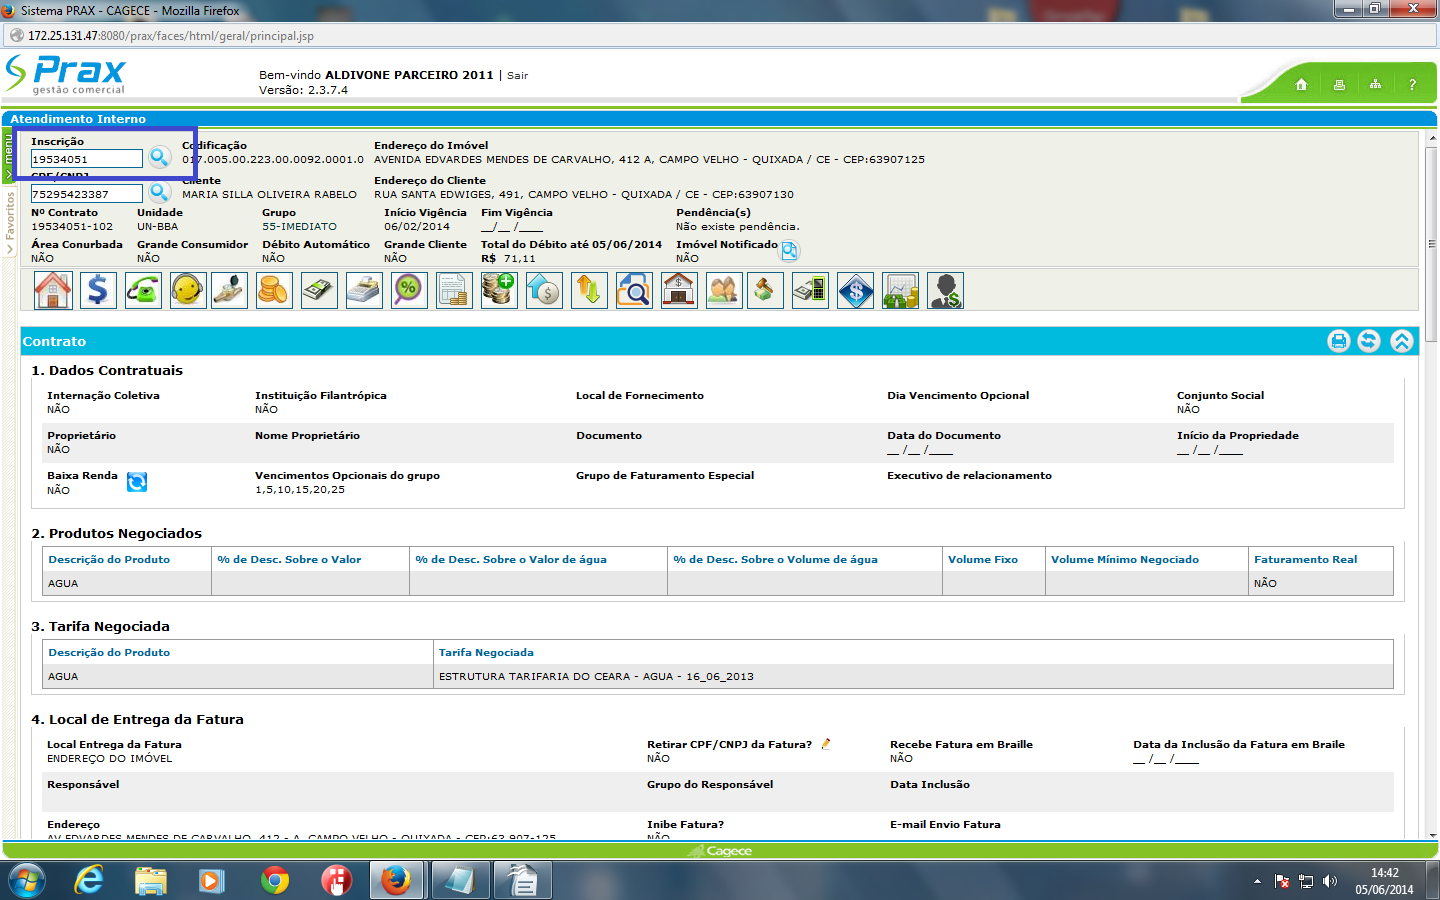 Sistema PRAX - CAGECE - Mozilla Firefox
172.25.131.47:8080/prax/faces/html/geral/principal.jsp
Prax
gestão comercial
Bem-vindo ALDIVONE PARCEIRO 2011 | Sair
Versão: 2.3.7.4
?
Atendimento Interno
menu
Favoritos
Inscrição
19534051
Codificação
017.005.00.223.00.0092.0001.0
Endereço do Imóvel
AVENIDA EDVARDES MENDES DE CARVALHO, 412 A, CAMPO VELHO - QUIXADA / CE - CEP:63907125
CPF/CNPJ
75295423387
Cliente
MARIA SILLA OLIVEIRA RABELO
Endereço do Cliente
RUA SANTA EDWIGES, 491, CAMPO VELHO - QUIXADA / CE - CEP:63907130
Nº Contrato Unidade Grupo Início Vigência Fim Vigência Pendência(s)
19534051-102 UN-BBA 55-IMEDIATO 06/02/2014 __/__ /____ Não existe pendência.
Área Conurbada Grande Consumidor Débito Automático Grande Cliente Total do Débito até 05/06/2014 Imóvel Notificado
NÃO NÃO NÃO NÃO R$ 71,11 NÃO
Contrato
1. Dados Contratuais
Internação Coletiva Instituição Filantrópica Local de Fornecimento Dia Vencimento Opcional Conjunto Social
NÃO NÃO NÃO
Proprietário Nome Proprietário Documento Data do Documento Início da Propriedade
NÃO __ /__ /____ __ /__ /____
Baixa Renda Vencimentos Opcionais do grupo Grupo de Faturamento Especial Executivo de relacionamento
NÃO 1,5,10,15,20,25
2. Produtos Negociados
Descrição do Produto % de Desc. Sobre o Valor % de Desc. Sobre o Valor de água % de Desc. Sobre o Volume de água Volume Fixo Volume Mínimo Negociado Faturamento Real
AGUA NÃO
3. Tarifa Negociada
Descrição do Produto Tarifa Negociada
AGUA ESTRUTURA TARIFARIA DO CEARA - AGUA - 16_06_2013
4. Local de Entrega da Fatura
Local Entrega da Fatura Retirar CPF/CNPJ da Fatura? Recebe Fatura em Braille Data da Inclusão da Fatura em Braile
ENDEREÇO DO IMÓVEL NÃO NÃO __ /__ /____
Responsável Grupo do Responsável Data Inclusão
Endereço Inibe Fatura? E-mail Envio Fatura
AV EDVARDES MENDES DE CARVALHO, 412 - A, CAMPO VELHO - QUIXADA - CEP:63.907-125 NÃO
Cagece
14:42
05/06/2014